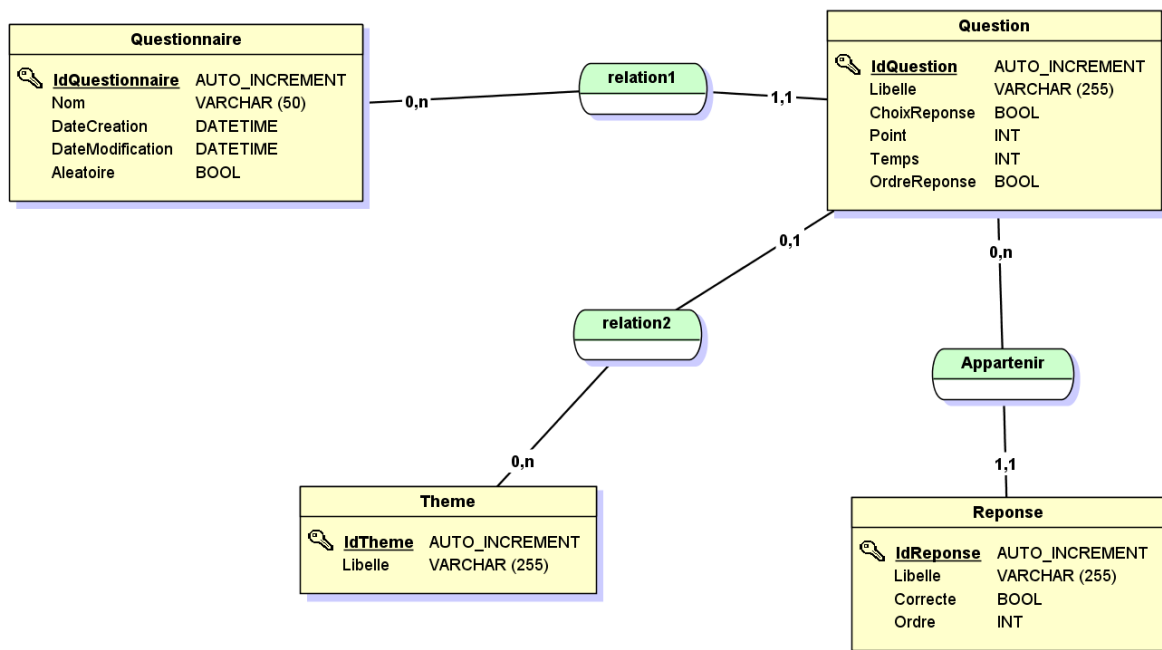 Questionnaire
IdQuestionnaire AUTO_INCREMENT
Nom VARCHAR (50)
DateCreation DATETIME
DateModification DATETIME
Aleatoire BOOL
0,n
relation1
1,1
Question
IdQuestion AUTO_INCREMENT
Libelle VARCHAR (255)
ChoixReponse BOOL
Point INT
Temps INT
OrdreReponse BOOL
0,1
0,n
relation2
Appartenir
0,n
1,1
Theme
IdTheme AUTO_INCREMENT
Libelle VARCHAR (255)
Reponse
IdReponse AUTO_INCREMENT
Libelle VARCHAR (255)
Correcte BOOL
Ordre INT